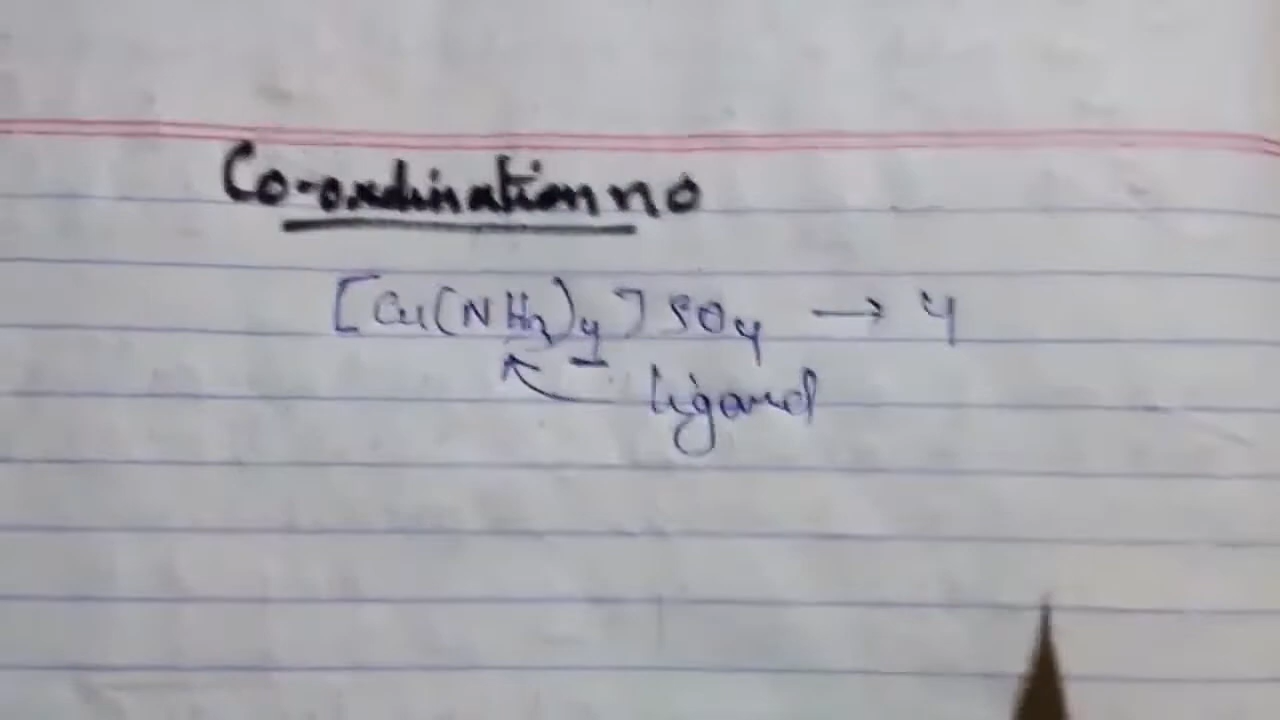 Co-ordination no
[Cu(NH3)4]SO4 → 4
ligand